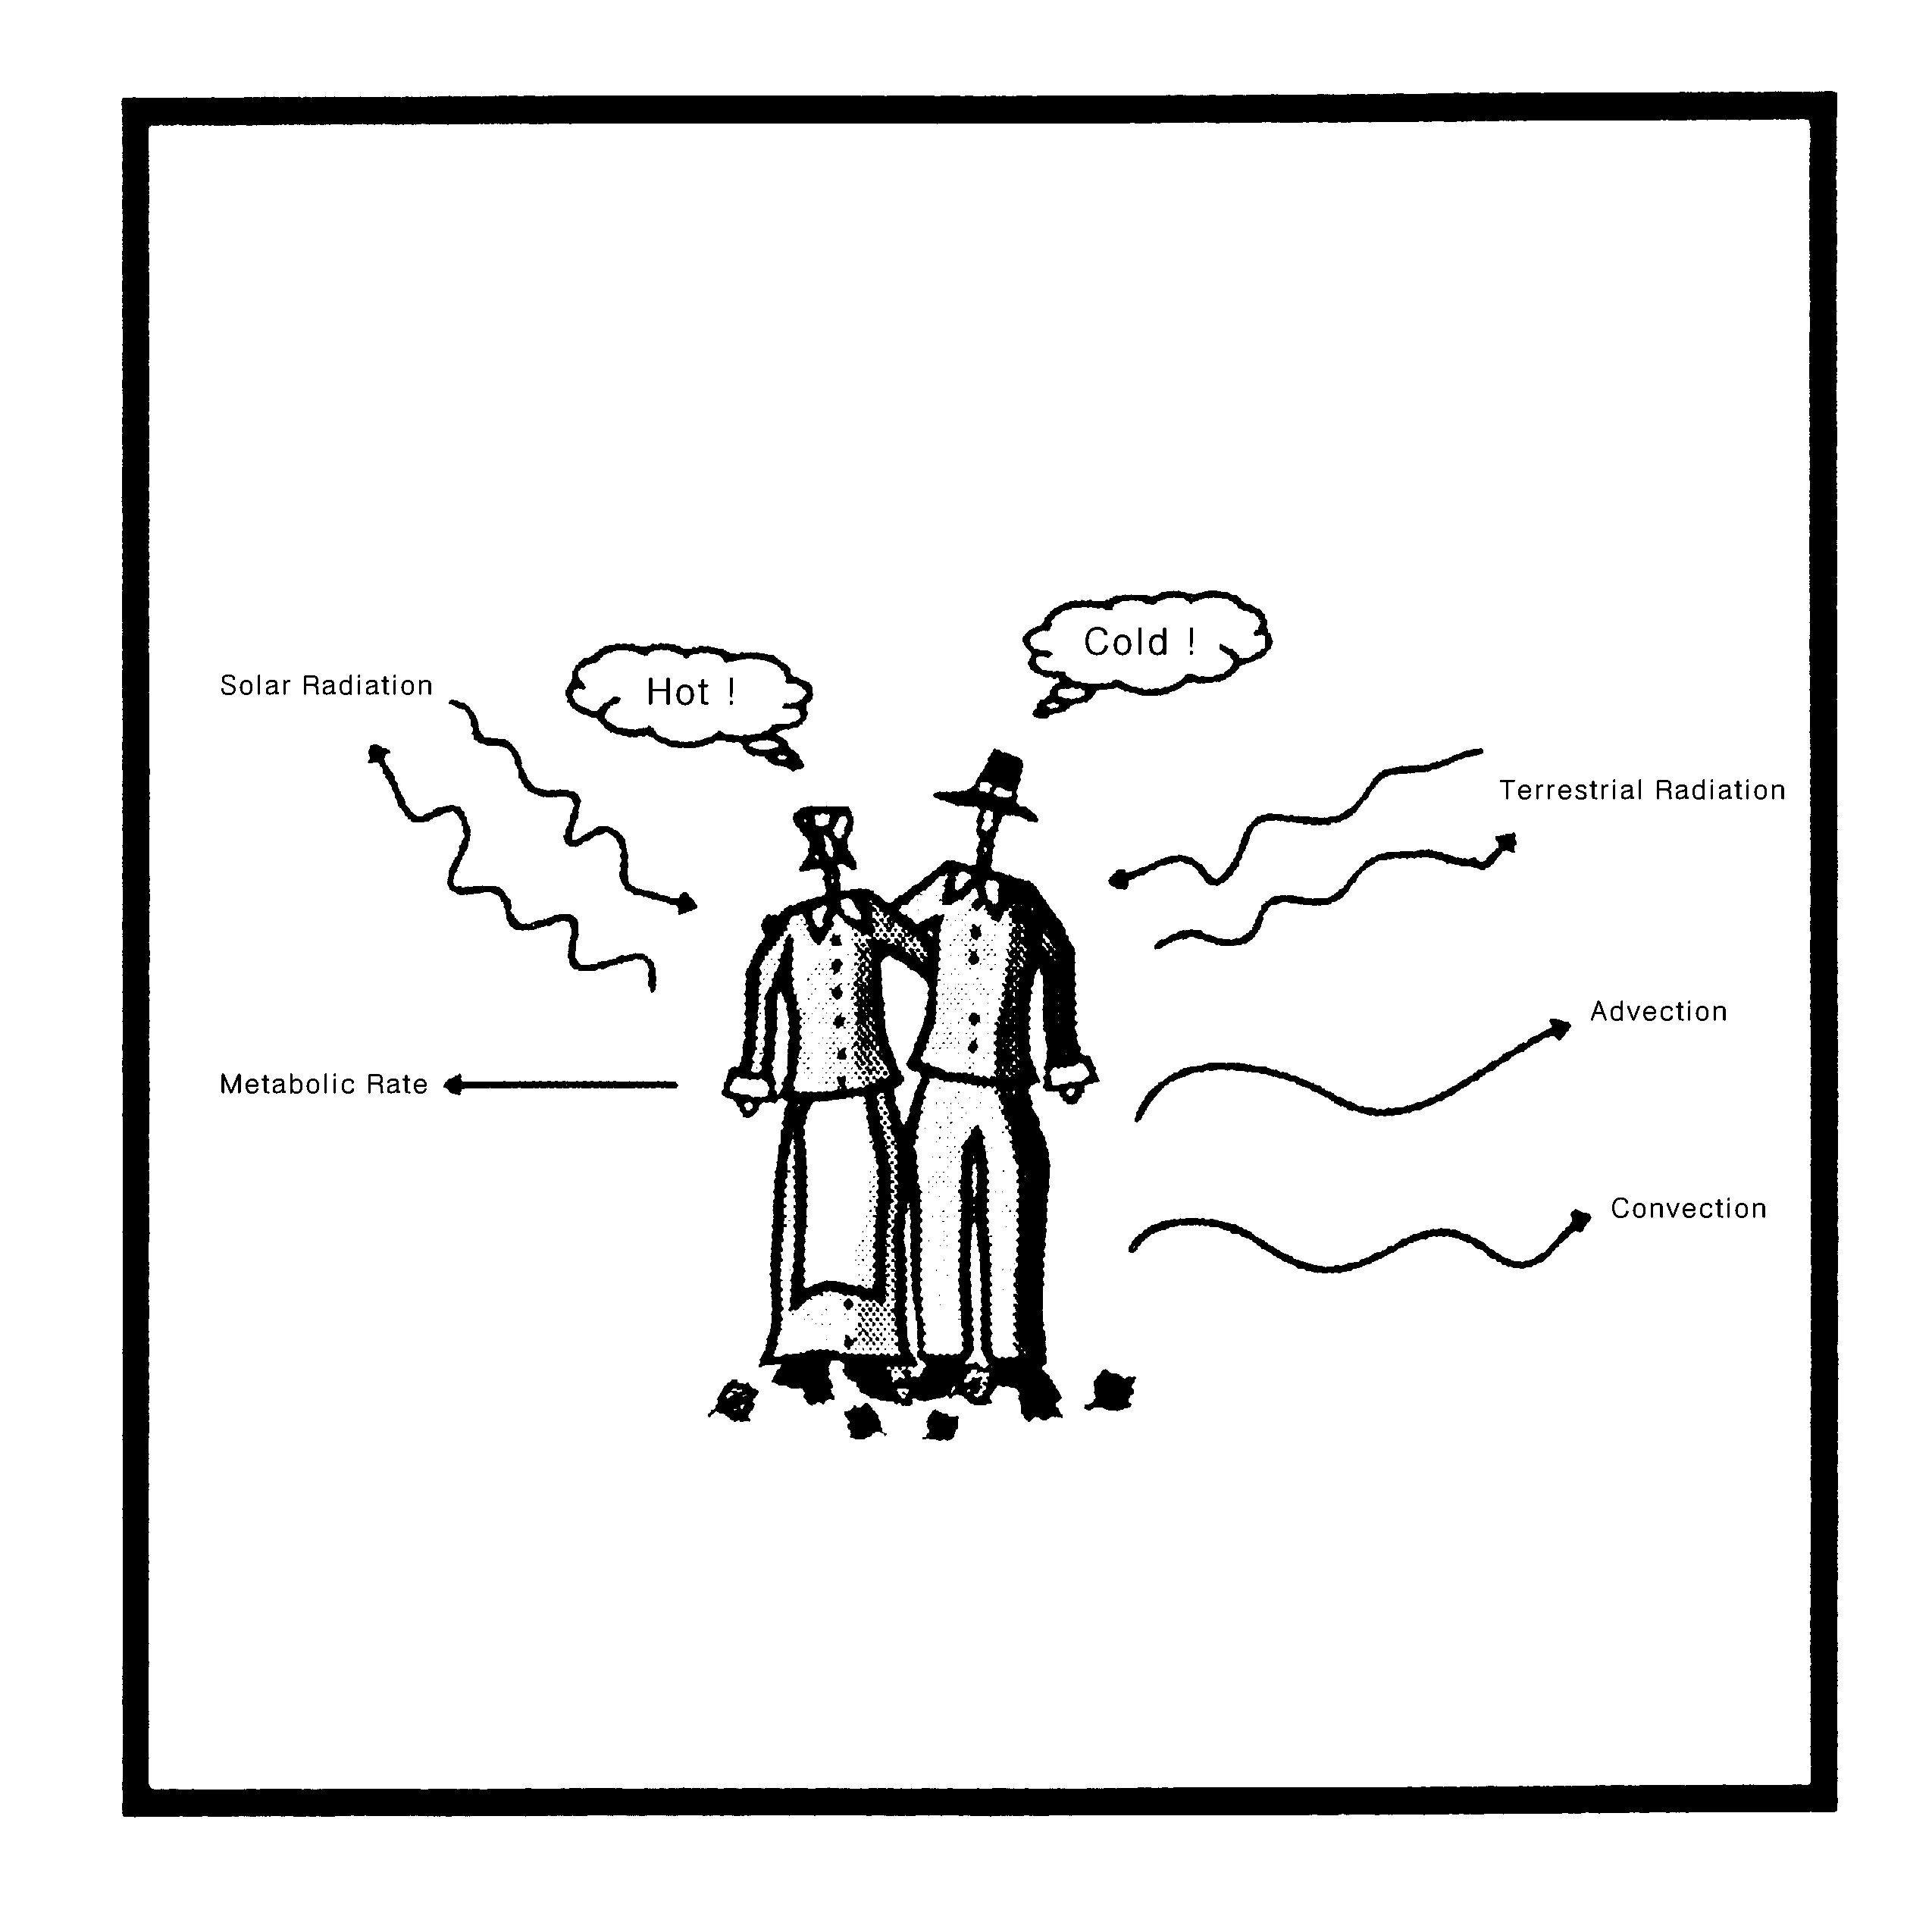 Cold !
Solar Radiation
Hot !
Terrestrial Radiation
Advection
Metabolic Rate
Convection